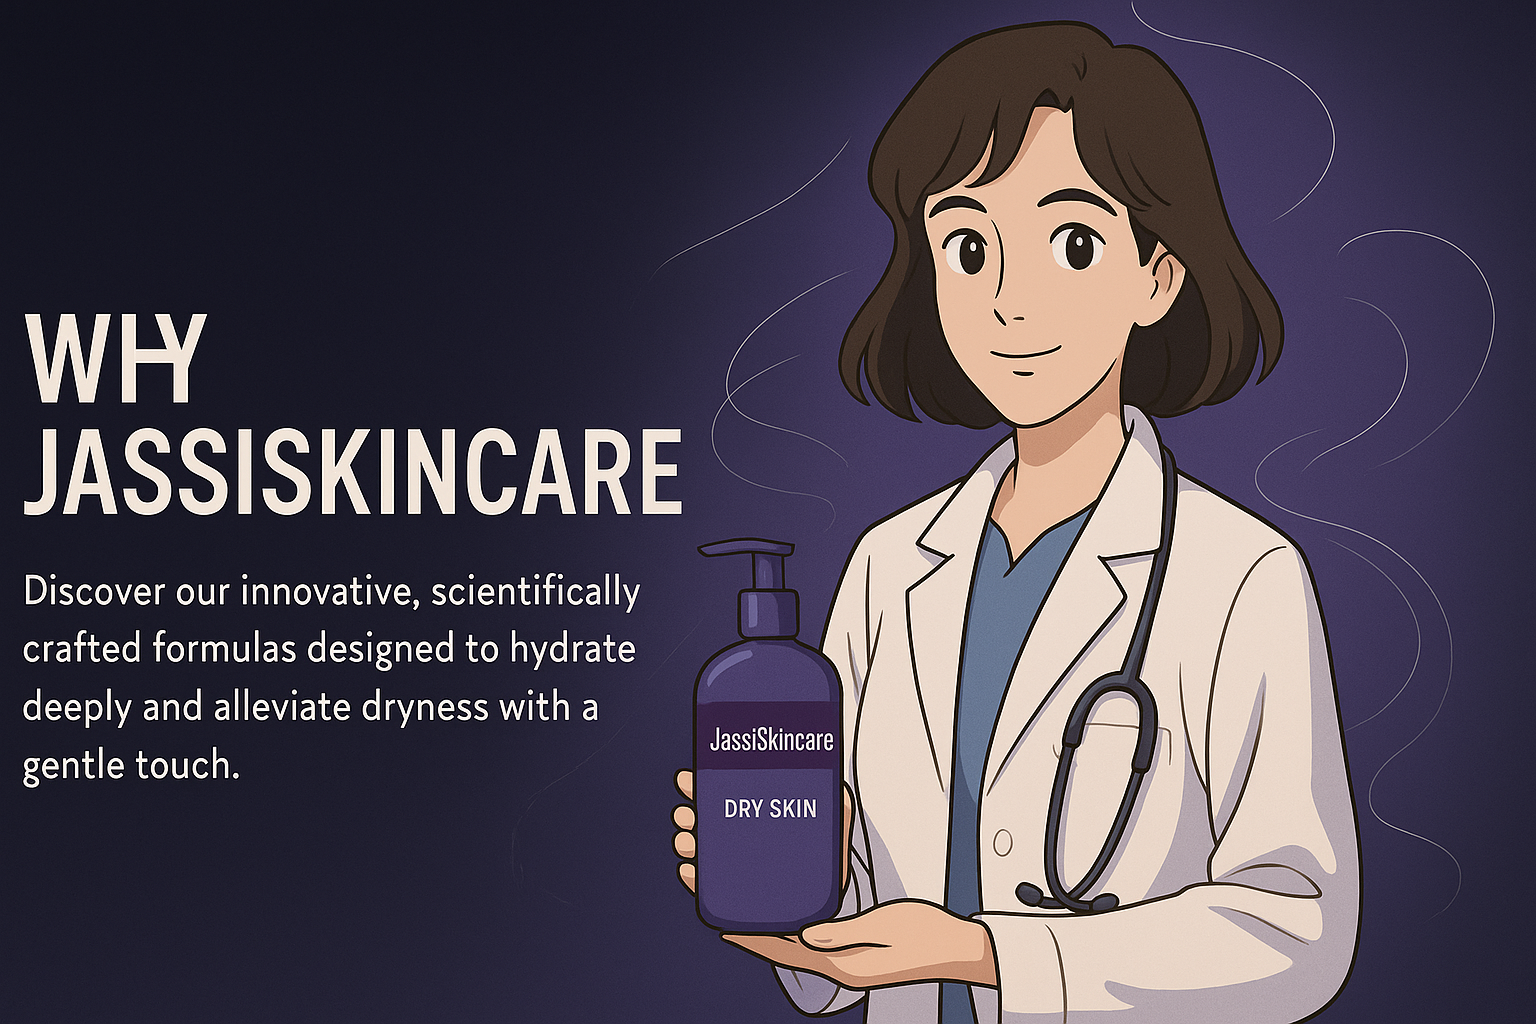 WHY
JASSISKINCARE
Discover our innovative, scientifically
crafted formulas designed to hydrate
deeply and alleviate dryness with a
gentle touch.
JassiSkincare
DRY SKIN